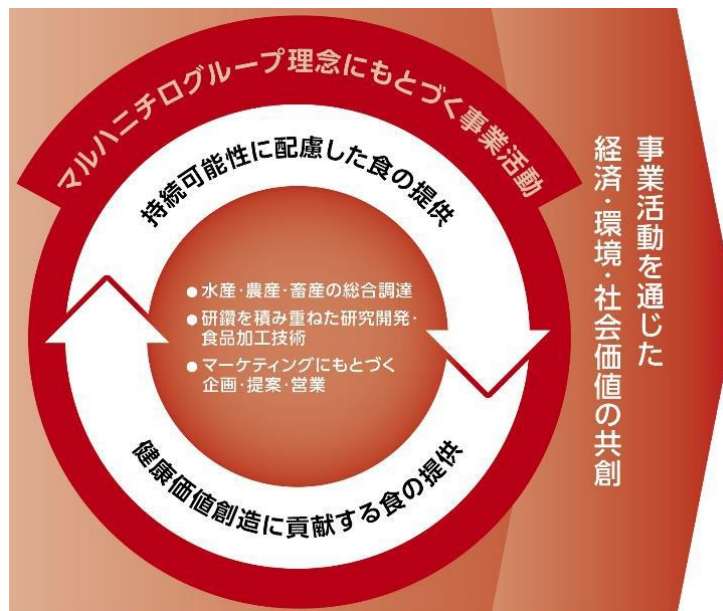 マルハニチログループ理念にもとづく事業活動
持続可能性に配慮した食の提供
●水産・農産・畜産の総合調達
●研鑽を積み重ねた研究開発・
食品加工技術
●マーケティングにもとづく
企画・提案・営業
健康価値創造に貢献する食の提供
事業活動を通じた
経済・環境・社会価値の共創